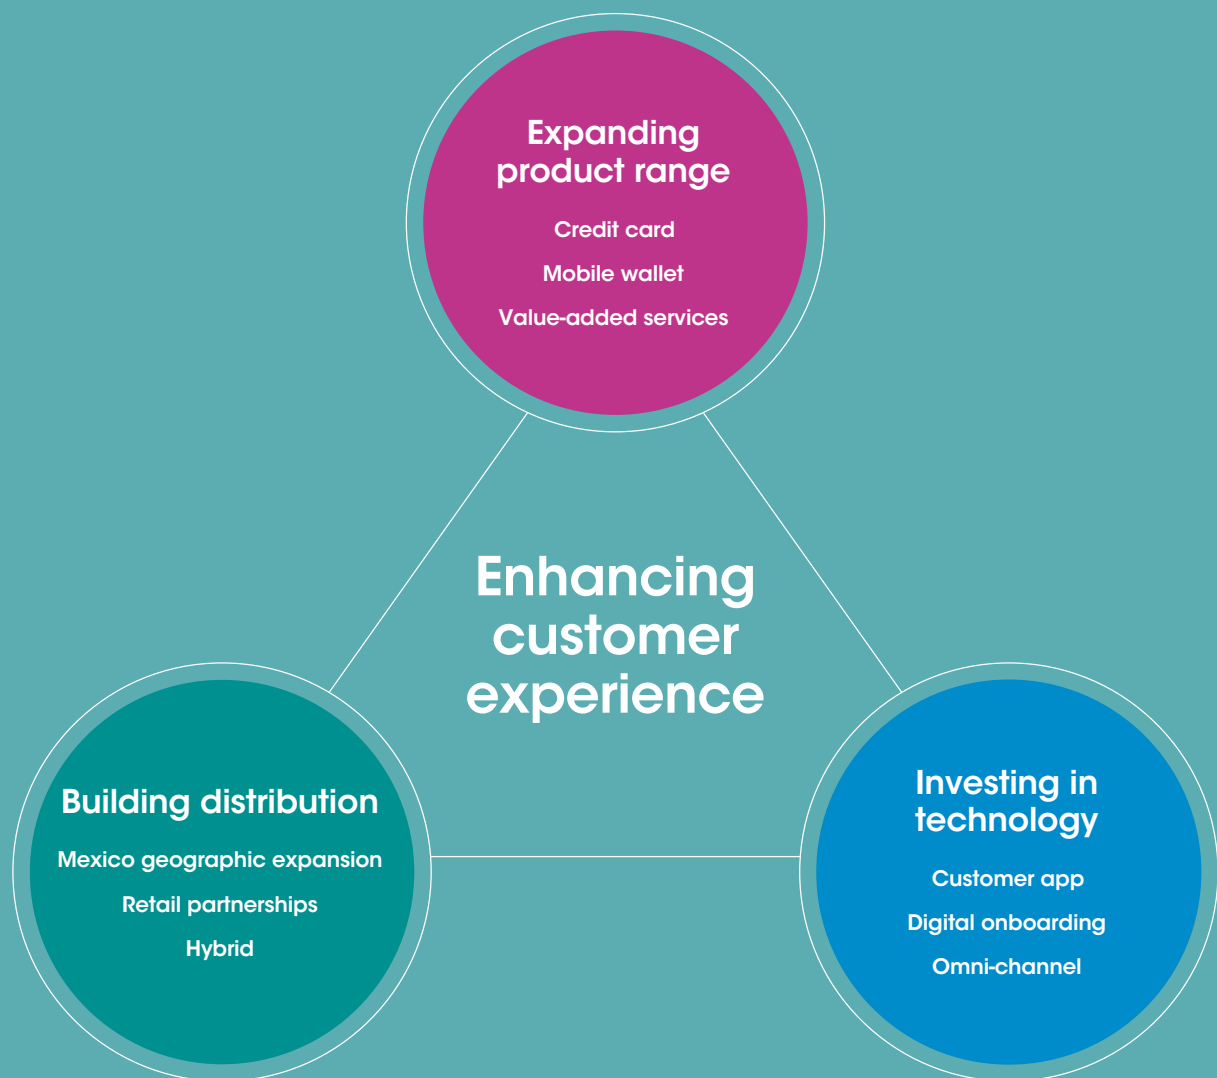 Expanding
product range
Credit card
Mobile wallet
Value-added services
Enhancing
customer
experience
Building distribution
Mexico geographic expansion
Retail partnerships
Hybrid
Investing in
technology
Customer app
Digital onboarding
Omni-channel